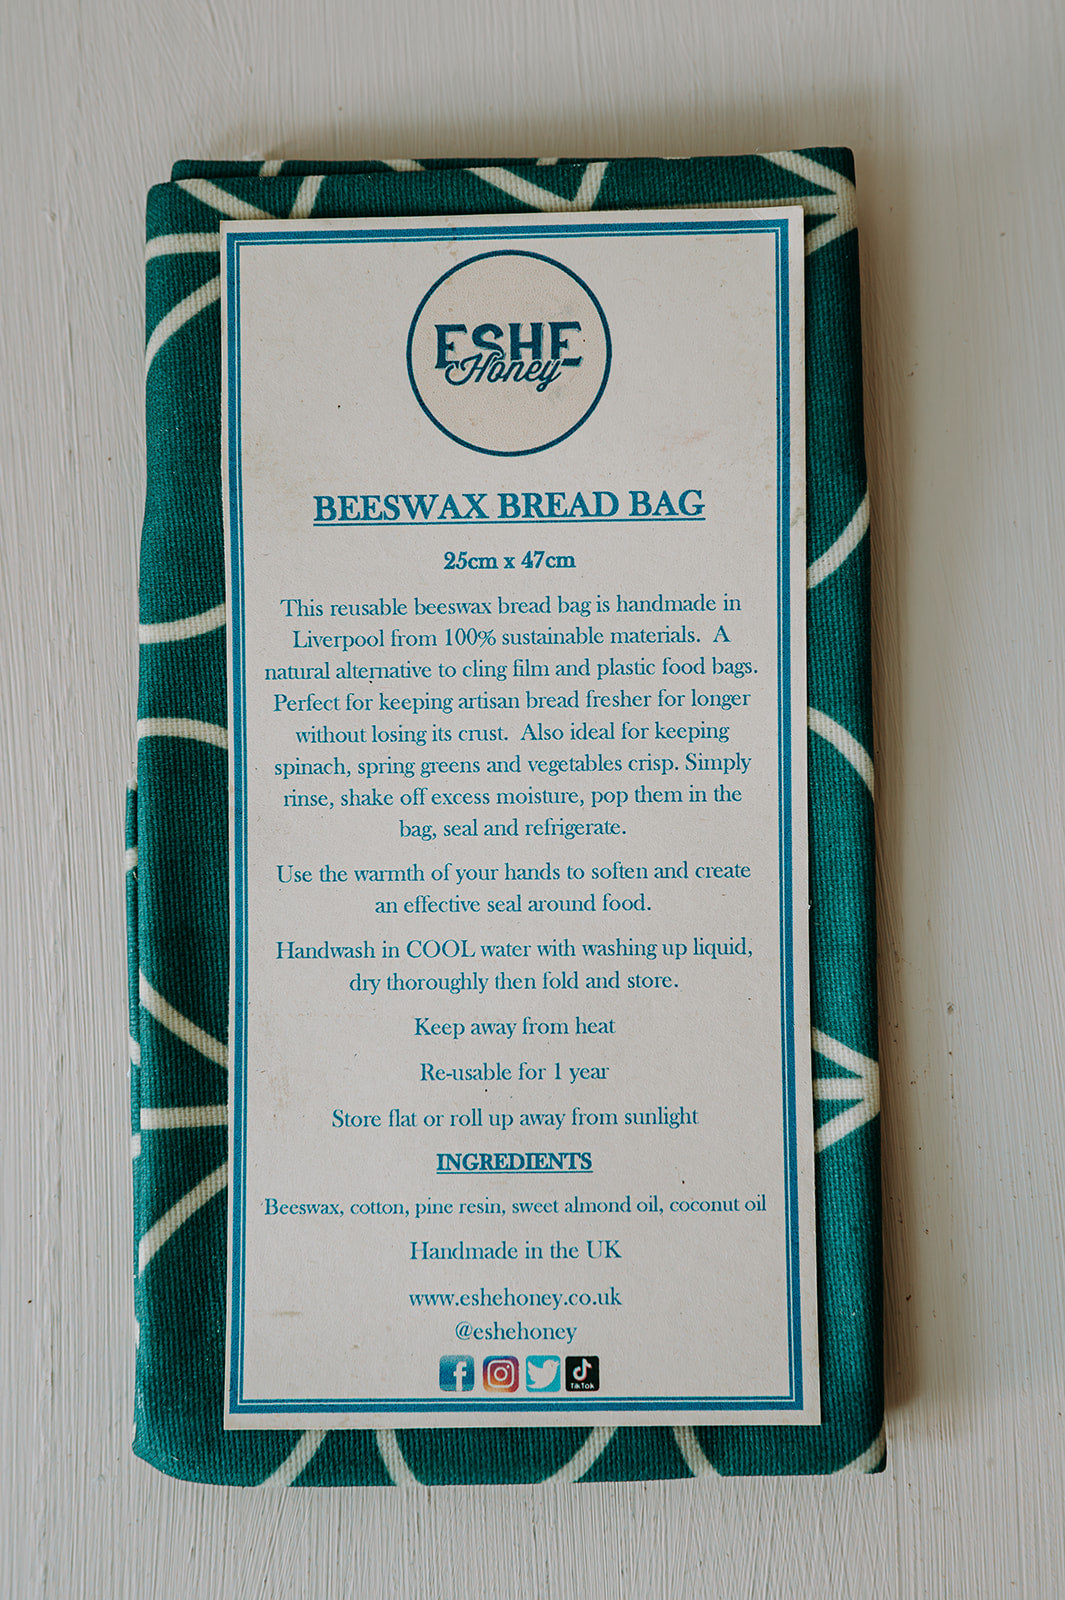 ESHE
Honey
BEESWAX BREAD BAG
25cm x 47cm
This reusable beeswax bread bag is handmade in
Liverpool from 100% sustainable materials.  A
natural alternative to cling film and plastic food bags.
Perfect for keeping artisan bread fresher for longer
without losing its crust.  Also ideal for keeping
spinach, spring greens and vegetables crisp. Simply
rinse, shake off excess moisture, pop them in the
bag, seal and refrigerate.
Use the warmth of your hands to soften and create
an effective seal around food.
Handwash in COOL water with washing up liquid,
dry thoroughly then fold and store.
Keep away from heat
Re-usable for 1 year
Store flat or roll up away from sunlight
INGREDIENTS
Beeswax, cotton, pine resin, sweet almond oil, coconut oil
Handmade in the UK
www.eshehoney.co.uk
@eshehoney
TikTok